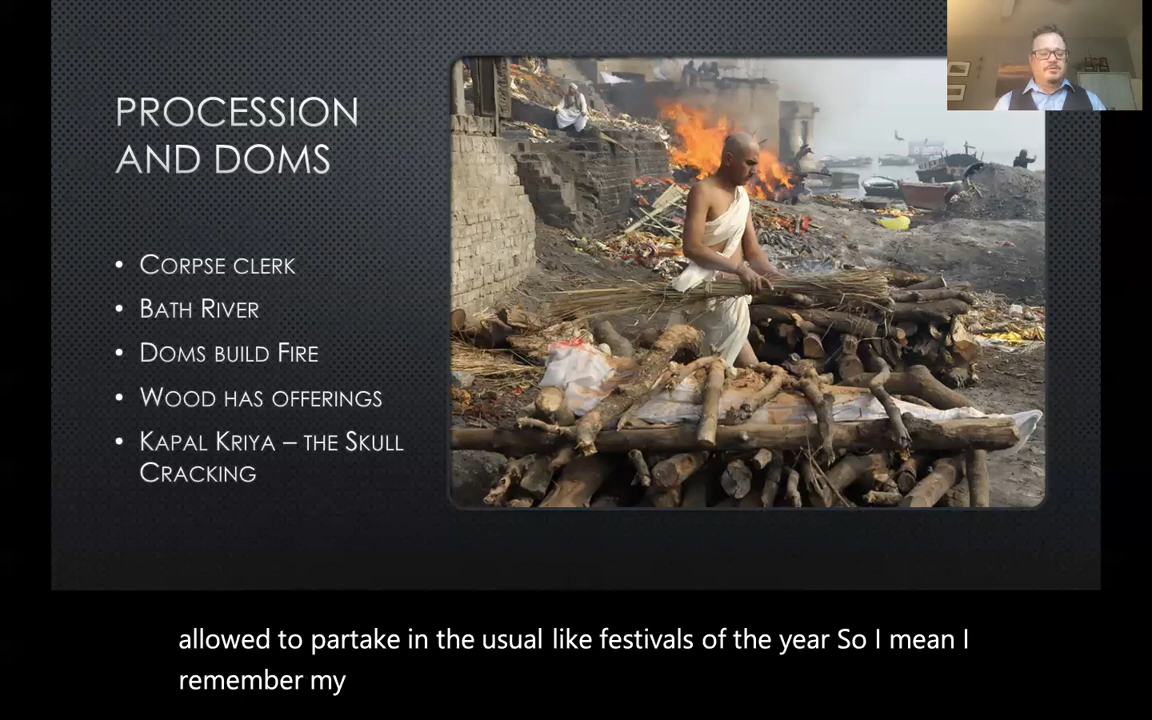 PROCESSION
AND DOMS
• CORPSE CLERK
• BATH RIVER
• DOMS BUILD FIRE
• WOOD HAS OFFERINGS
• KAPAL KRIYA – THE SKULL
CRACKING
allowed to partake in the usual like festivals of the year So I mean I
remember my